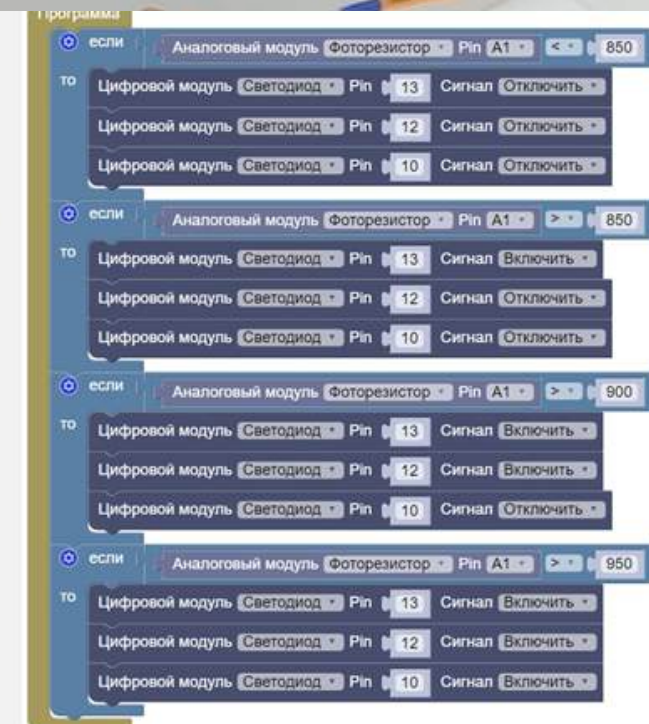 Программа
если Аналоговый модуль Фоторезистор Pin A1 < 850
то Цифровой модуль Светодиод Pin 13 Сигнал Отключить
Цифровой модуль Светодиод Pin 12 Сигнал Отключить
Цифровой модуль Светодиод Pin 10 Сигнал Отключить
если Аналоговый модуль Фоторезистор Pin A1 > 850
то Цифровой модуль Светодиод Pin 13 Сигнал Включить
Цифровой модуль Светодиод Pin 12 Сигнал Отключить
Цифровой модуль Светодиод Pin 10 Сигнал Отключить
если Аналоговый модуль Фоторезистор Pin A1 > 900
то Цифровой модуль Светодиод Pin 13 Сигнал Включить
Цифровой модуль Светодиод Pin 12 Сигнал Включить
Цифровой модуль Светодиод Pin 10 Сигнал Отключить
если Аналоговый модуль Фоторезистор Pin A1 > 950
то Цифровой модуль Светодиод Pin 13 Сигнал Включить
Цифровой модуль Светодиод Pin 12 Сигнал Включить
Цифровой модуль Светодиод Pin 10 Сигнал Включить